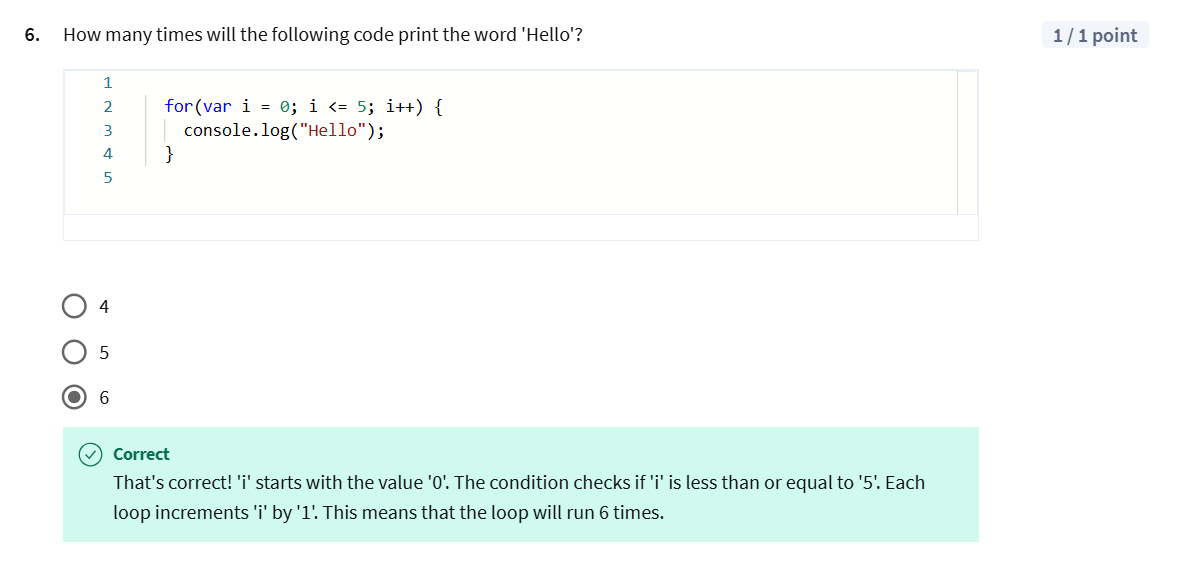 6. How many times will the following code print the word 'Hello'?
1 / 1 point
1
2 for(var i = 0; i <= 5; i++) {
3 console.log("Hello");
4 }
5
4
5
6
Correct
That's correct! 'i' starts with the value '0'. The condition checks if 'i' is less than or equal to '5'. Each
loop increments 'i' by '1'. This means that the loop will run 6 times.